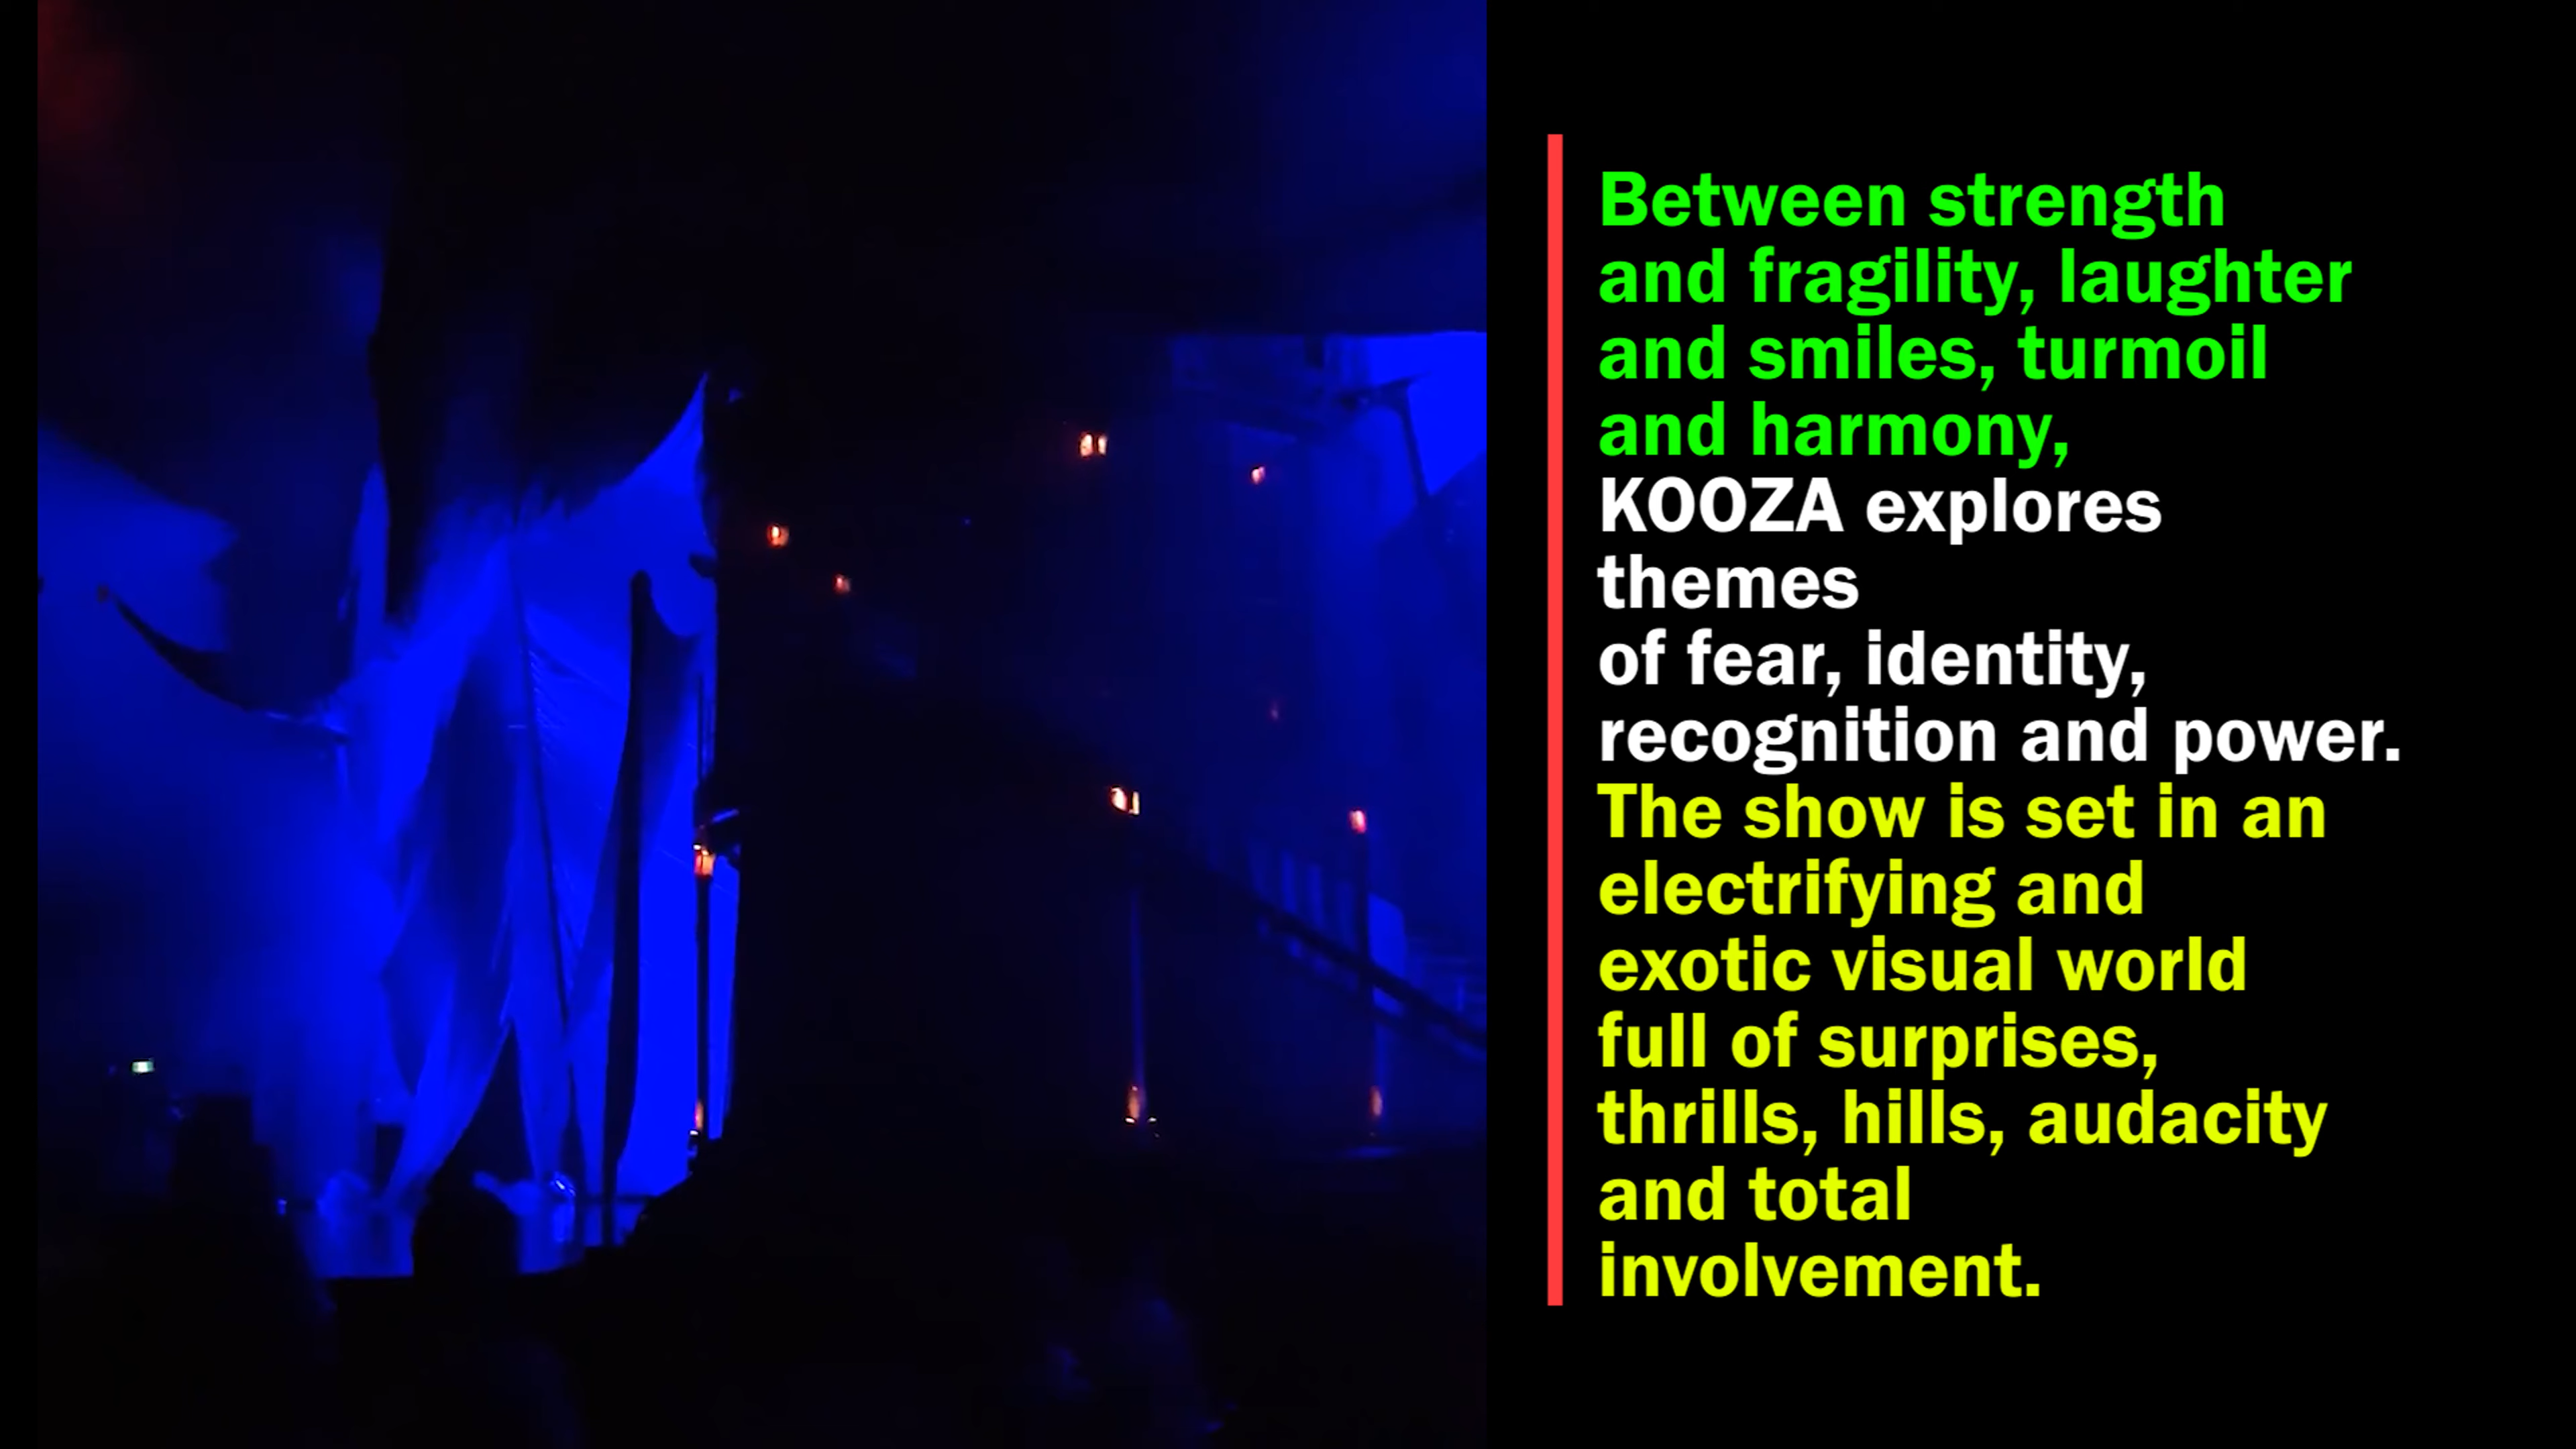 Between strength
and fragility, laughter
and smiles, turmoil
and harmony,
KOOZA explores
themes
of fear, identity,
recognition and power.
The show is set in an
electrifying and
exotic visual world
full of surprises,
thrills, hills, audacity
and total
involvement.